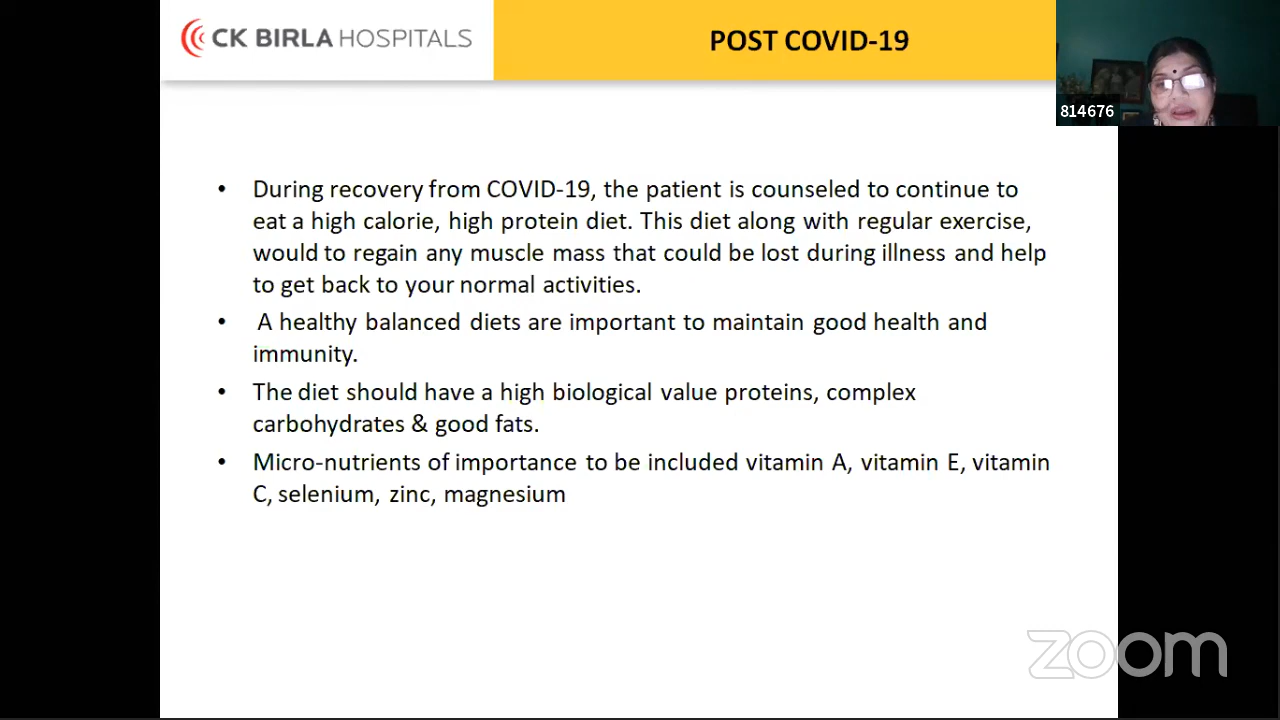 CK BIRLA HOSPITALS
POST COVID-19
814676
• During recovery from COVID-19, the patient is counseled to continue to
eat a high calorie, high protein diet. This diet along with regular exercise,
would to regain any muscle mass that could be lost during illness and help
to get back to your normal activities.
• A healthy balanced diets are important to maintain good health and
immunity.
• The diet should have a high biological value proteins, complex
carbohydrates & good fats.
• Micro-nutrients of importance to be included vitamin A, vitamin E, vitamin
C, selenium, zinc, magnesium
zoom